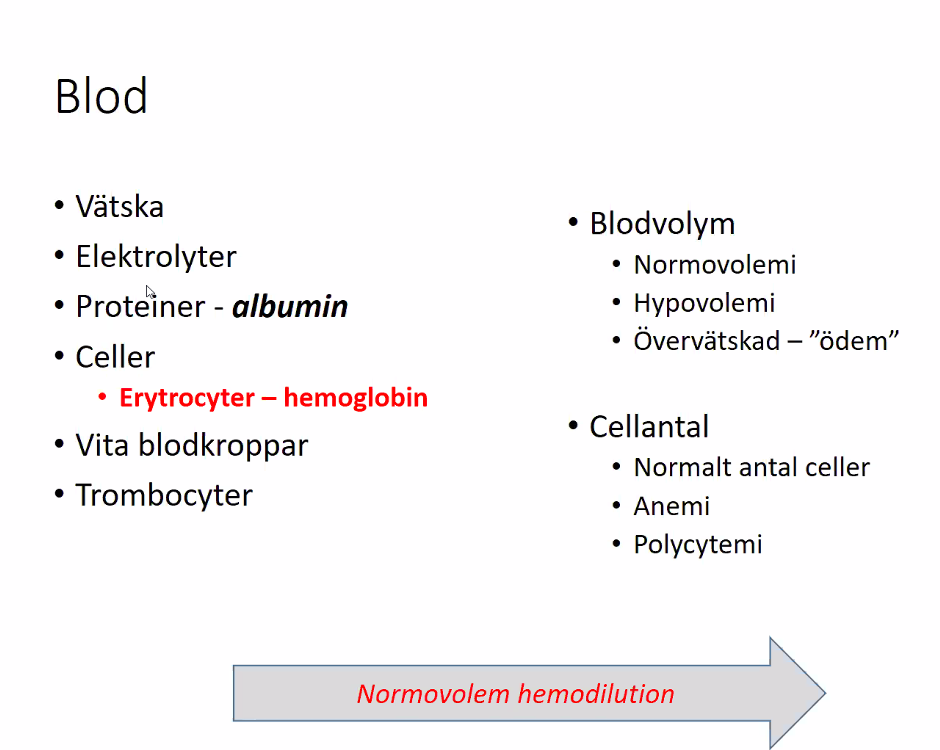 Blod
• Vätska
• Elektrolyter
• Proteiner - albumin
• Celler
• Erytrocyter – hemoglobin
• Vita blodkroppar
• Trombocyter
• Blodvolym
• Normovolemi
• Hypovolemi
• Övervätskad – ”ödem”
• Cellantal
• Normalt antal celler
• Anemi
• Polycytemi
Normovolem hemodilution